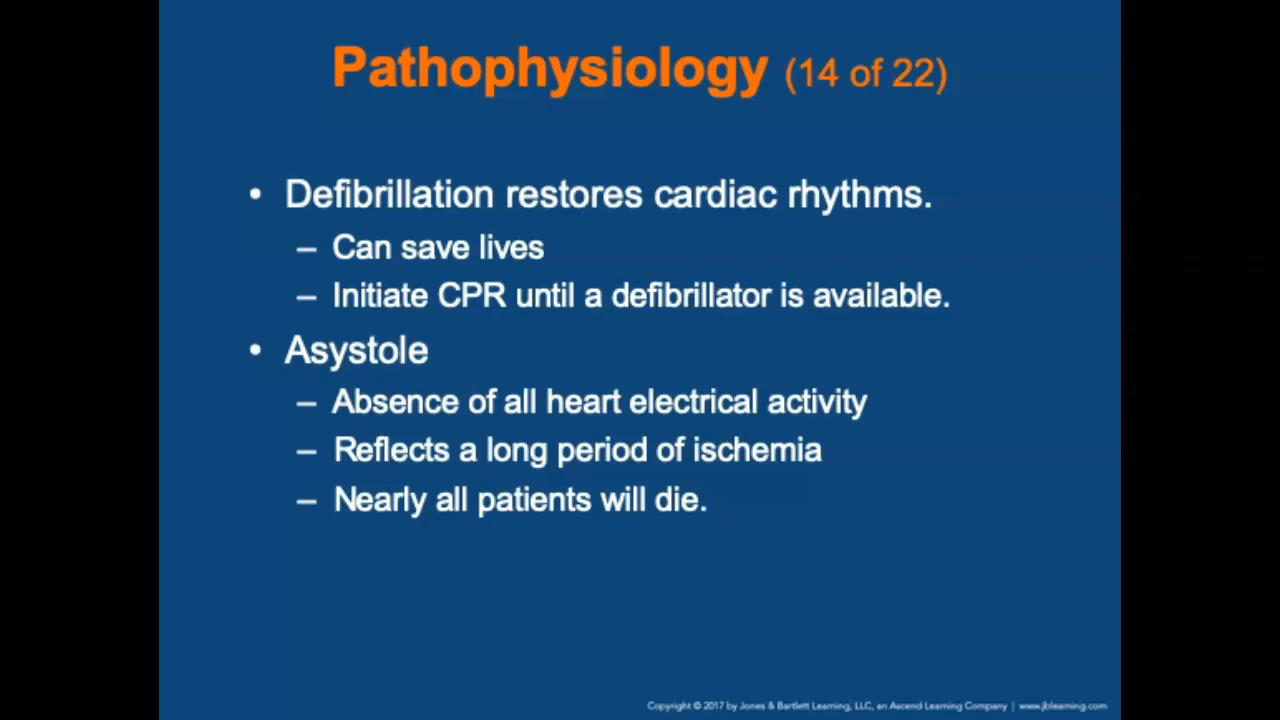 Pathophysiology (14 of 22)
• Defibrillation restores cardiac rhythms.
– Can save lives
– Initiate CPR until a defibrillator is available.
• Asystole
– Absence of all heart electrical activity
– Reflects a long period of ischemia
– Nearly all patients will die.
Copyright © 2017 by Jones & Bartlett Learning, LLC, an Ascend Learning Company | www.jblearning.com